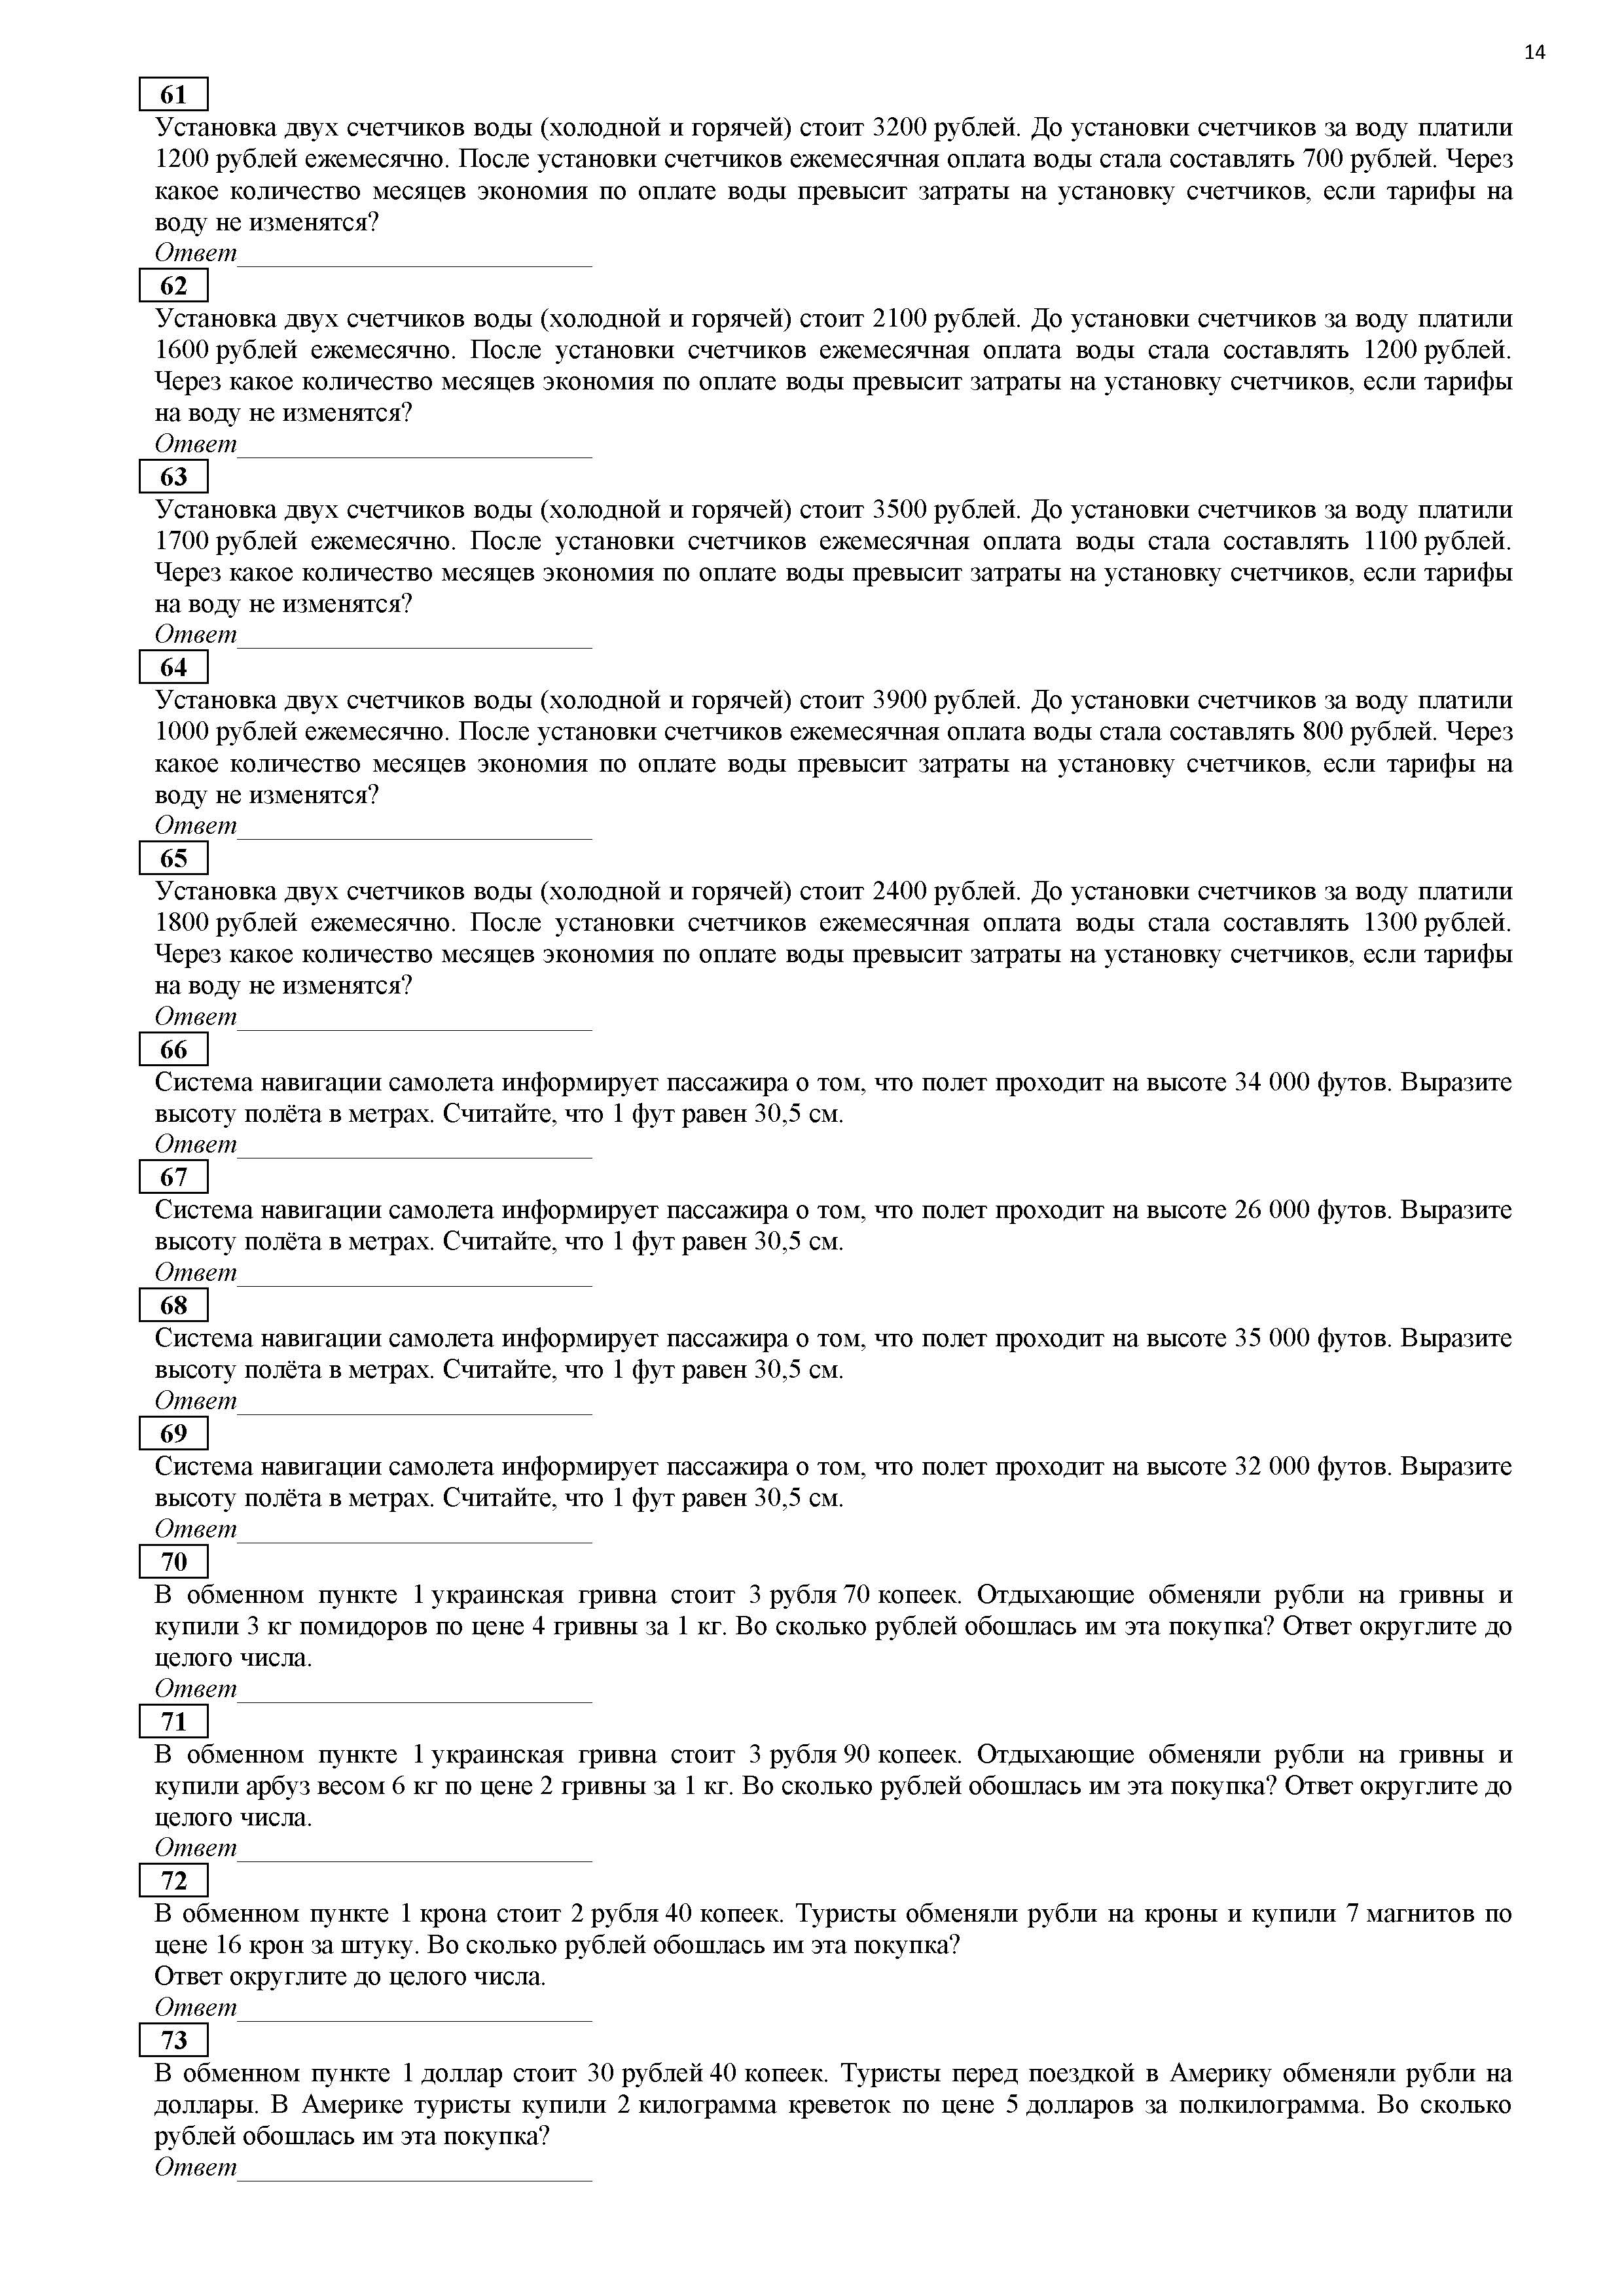 14
61
Установка двух счетчиков воды (холодной и горячей) стоит 3200 рублей. До установки счетчиков за воду платили
1200 рублей ежемесячно. После установки счетчиков ежемесячная оплата воды стала составлять 700 рублей. Через
какое количество месяцев экономия по оплате воды превысит затраты на установку счетчиков, если тарифы на
воду не изменятся?
Ответ___________________________
62
Установка двух счетчиков воды (холодной и горячей) стоит 2100 рублей. До установки счетчиков за воду платили
1600 рублей ежемесячно. После установки счетчиков ежемесячная оплата воды стала составлять 1200 рублей.
Через какое количество месяцев экономия по оплате воды превысит затраты на установку счетчиков, если тарифы
на воду не изменятся?
Ответ___________________________
63
Установка двух счетчиков воды (холодной и горячей) стоит 3500 рублей. До установки счетчиков за воду платили
1700 рублей ежемесячно. После установки счетчиков ежемесячная оплата воды стала составлять 1100 рублей.
Через какое количество месяцев экономия по оплате воды превысит затраты на установку счетчиков, если тарифы
на воду не изменятся?
Ответ___________________________
64
Установка двух счетчиков воды (холодной и горячей) стоит 3900 рублей. До установки счетчиков за воду платили
1000 рублей ежемесячно. После установки счетчиков ежемесячная оплата воды стала составлять 800 рублей. Через
какое количество месяцев экономия по оплате воды превысит затраты на установку счетчиков, если тарифы на
воду не изменятся?
Ответ___________________________
65
Установка двух счетчиков воды (холодной и горячей) стоит 2400 рублей. До установки счетчиков за воду платили
1800 рублей ежемесячно. После установки счетчиков ежемесячная оплата воды стала составлять 1300 рублей.
Через какое количество месяцев экономия по оплате воды превысит затраты на установку счетчиков, если тарифы
на воду не изменятся?
Ответ___________________________
66
Система навигации самолета информирует пассажира о том, что полет проходит на высоте 34 000 футов. Выразите
высоту полёта в метрах. Считайте, что 1 фут равен 30,5 см.
Ответ___________________________
67
Система навигации самолета информирует пассажира о том, что полет проходит на высоте 26 000 футов. Выразите
высоту полёта в метрах. Считайте, что 1 фут равен 30,5 см.
Ответ___________________________
68
Система навигации самолета информирует пассажира о том, что полет проходит на высоте 35 000 футов. Выразите
высоту полёта в метрах. Считайте, что 1 фут равен 30,5 см.
Ответ___________________________
69
Система навигации самолета информирует пассажира о том, что полет проходит на высоте 32 000 футов. Выразите
высоту полёта в метрах. Считайте, что 1 фут равен 30,5 см.
Ответ___________________________
70
В обменном пункте 1 украинская гривна стоит 3 рубля 70 копеек. Отдыхающие обменяли рубли на гривны и
купили 3 кг помидоров по цене 4 гривны за 1 кг. Во сколько рублей обошлась им эта покупка? Ответ округлите до
целого числа.
Ответ___________________________
71
В обменном пункте 1 украинская гривна стоит 3 рубля 90 копеек. Отдыхающие обменяли рубли на гривны и
купили арбуз весом 6 кг по цене 2 гривны за 1 кг. Во сколько рублей обошлась им эта покупка? Ответ округлите до
целого числа.
Ответ___________________________
72
В обменном пункте 1 крона стоит 2 рубля 40 копеек. Туристы обменяли рубли на кроны и купили 7 магнитов по
цене 16 крон за штуку. Во сколько рублей обошлась им эта покупка?
Ответ округлите до целого числа.
Ответ___________________________
73
В обменном пункте 1 доллар стоит 30 рублей 40 копеек. Туристы перед поездкой в Америку обменяли рубли на
доллары. В Америке туристы купили 2 килограмма креветок по цене 5 долларов за полкилограмма. Во сколько
рублей обошлась им эта покупка?
Ответ___________________________